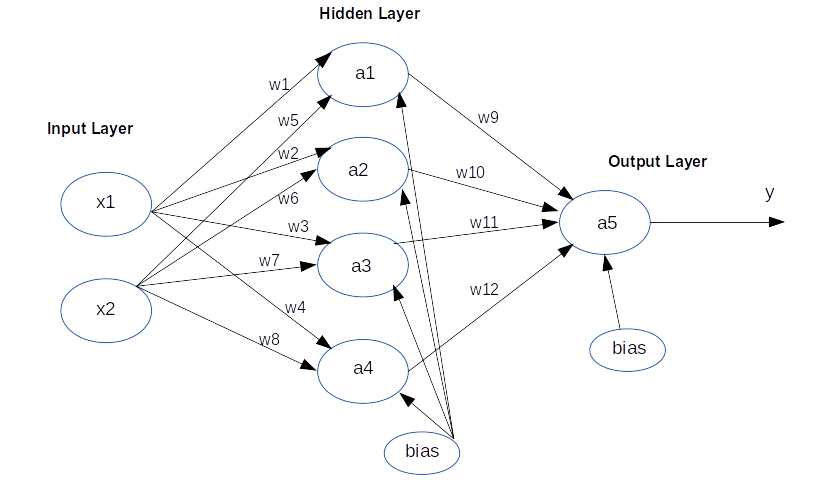 Hidden Layer
a1
w1
w9
w5
Input Layer
w2
a2
w10
Output Layer
x1
w6
y
w3
w11
a5
w7
a3
x2
w4
w12
w8
a4
bias
bias